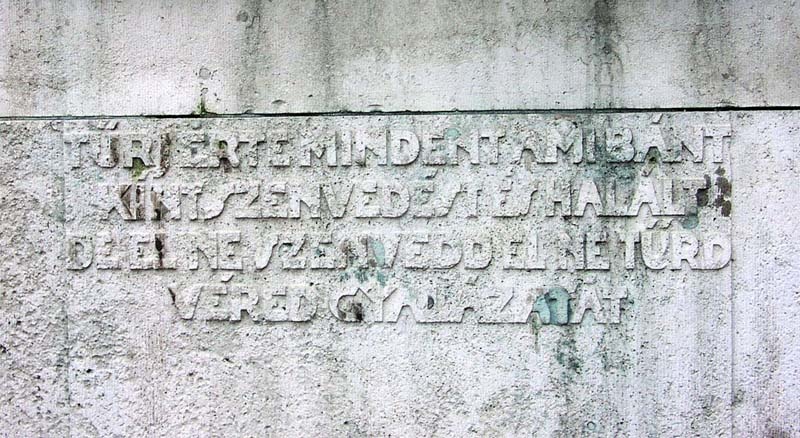 TŰRJ ÉRTE MINDENT AMI BÁNT
KÍNT SZENVEDÉST ÉS HALÁLT
DE EL NE SZENVEDD EL NE TŰRD
VÉRED GYALÁZATÁT